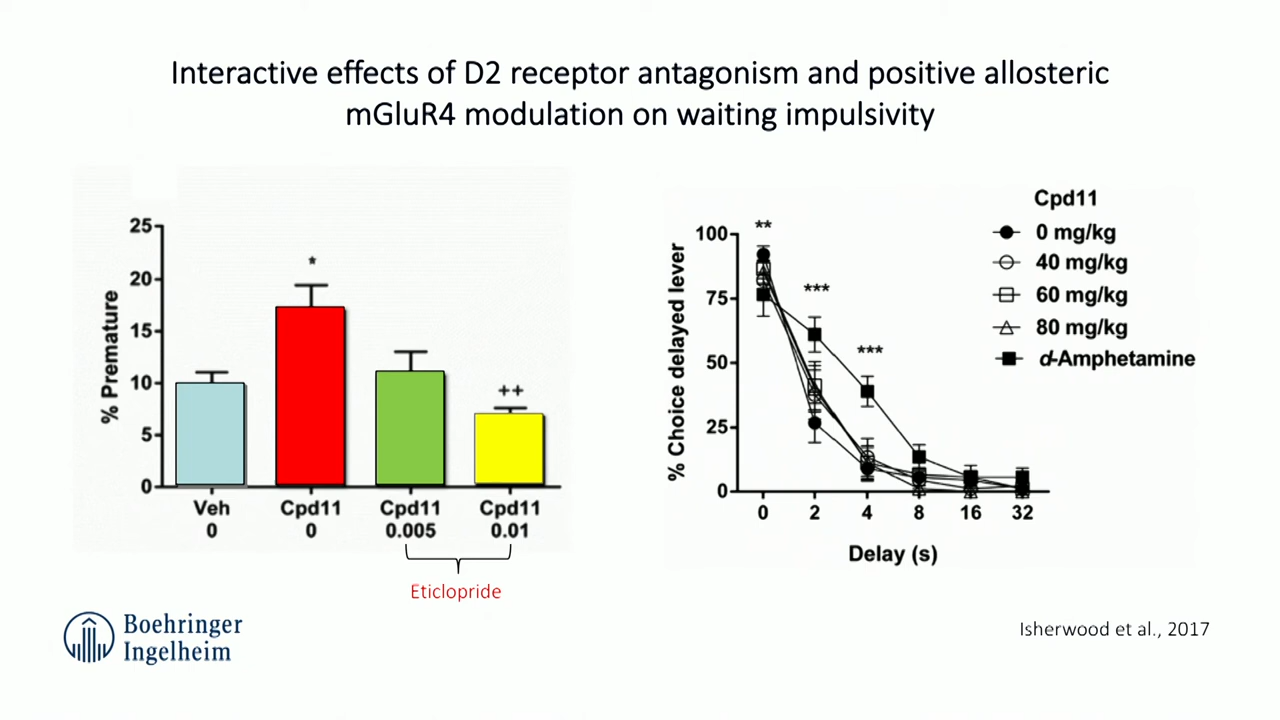 Interactive effects of D2 receptor antagonism and positive allosteric
mGluR4 modulation on waiting impulsivity
% Premature
25
20
15
10
5
0
*
++
Veh Cpd11 Cpd11 Cpd11
0 0 0.005 0.01
Eticlopride
% Choice delayed lever
100
75
50
25
0
**
***
***
0 2 4 8 16 32
Delay (s)
Cpd11
0 mg/kg
40 mg/kg
60 mg/kg
80 mg/kg
d-Amphetamine
Boehringer
Ingelheim
Isherwood et al., 2017